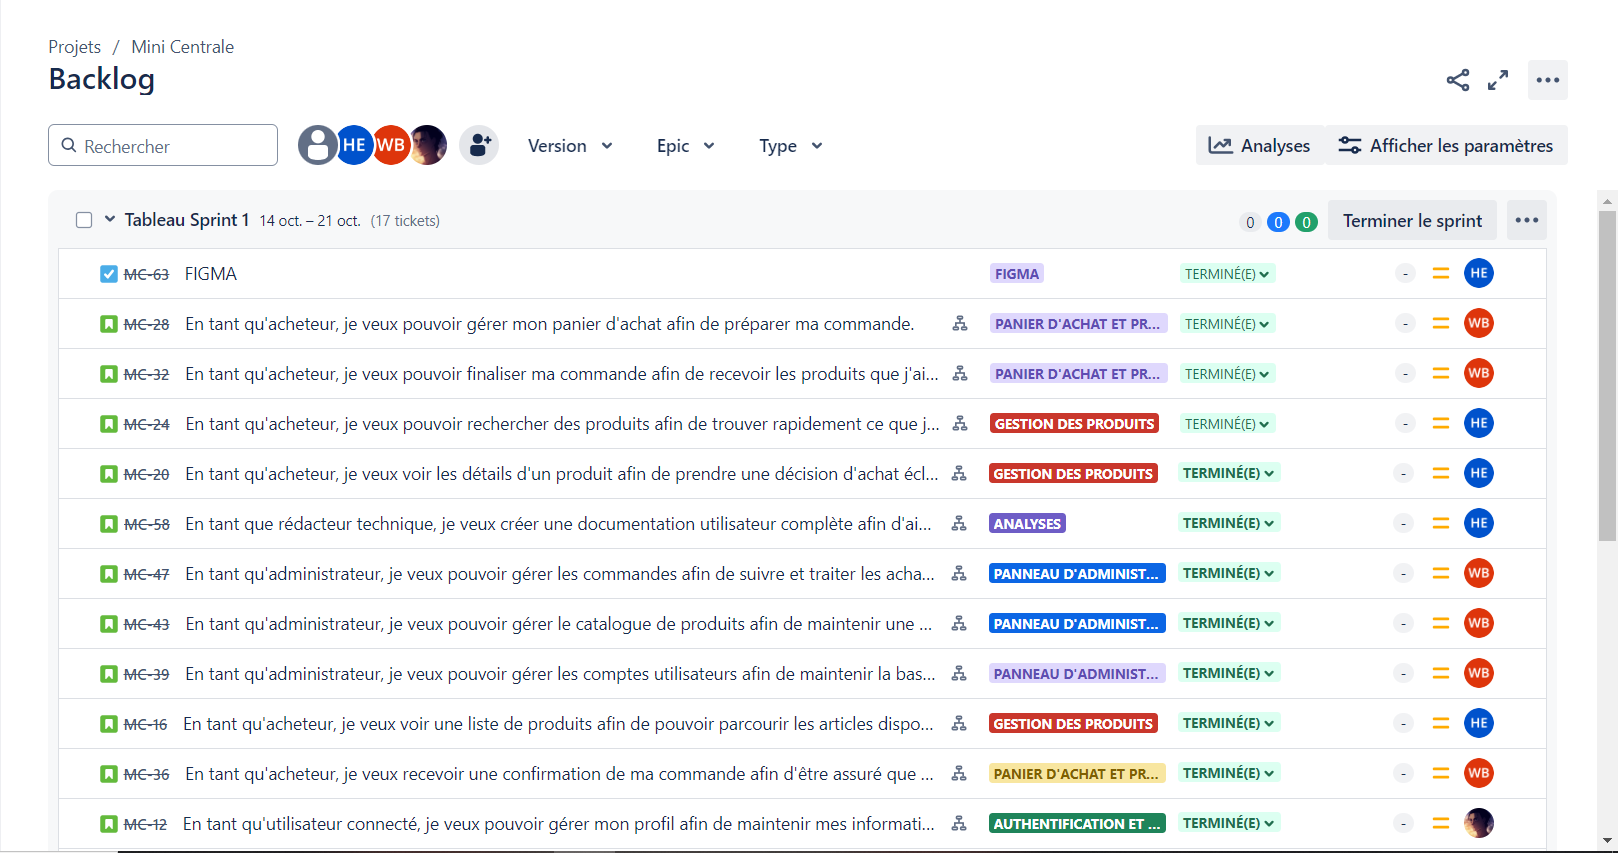 Projets / Mini Centrale
Backlog
Rechercher HE WB Version Epic Type Analyses Afficher les paramètres
Tableau Sprint 1 14 oct. – 21 oct. (17 tickets) 0 0 0 Terminer le sprint
MC-63 FIGMA FIGMA TERMINÉ(E) - HE
MC-28 En tant qu'acheteur, je veux pouvoir gérer mon panier d'achat afin de préparer ma commande. PANIER D'ACHAT ET PR... TERMINÉ(E) - WB
MC-32 En tant qu'acheteur, je veux pouvoir finaliser ma commande afin de recevoir les produits que j'ai... PANIER D'ACHAT ET PR... TERMINÉ(E) - WB
MC-24 En tant qu'acheteur, je veux pouvoir rechercher des produits afin de trouver rapidement ce que j... GESTION DES PRODUITS TERMINÉ(E) - HE
MC-20 En tant qu'acheteur, je veux voir les détails d'un produit afin de prendre une décision d'achat écl... GESTION DES PRODUITS TERMINÉ(E) - HE
MC-58 En tant que rédacteur technique, je veux créer une documentation utilisateur complète afin d'ai... ANALYSES TERMINÉ(E) - HE
MC-47 En tant qu'administrateur, je veux pouvoir gérer les commandes afin de suivre et traiter les acha... PANNEAU D'ADMINIST... TERMINÉ(E) - WB
MC-43 En tant qu'administrateur, je veux pouvoir gérer le catalogue de produits afin de maintenir une ... PANNEAU D'ADMINIST... TERMINÉ(E) - WB
MC-39 En tant qu'administrateur, je veux pouvoir gérer les comptes utilisateurs afin de maintenir la bas... PANNEAU D'ADMINIST... TERMINÉ(E) - WB
MC-16 En tant qu'acheteur, je veux voir une liste de produits afin de pouvoir parcourir les articles dispo... GESTION DES PRODUITS TERMINÉ(E) - HE
MC-36 En tant qu'acheteur, je veux recevoir une confirmation de ma commande afin d'être assuré que ... PANIER D'ACHAT ET PR... TERMINÉ(E) - WB
MC-12 En tant qu'utilisateur connecté, je veux pouvoir gérer mon profil afin de maintenir mes informati... AUTHENTIFICATION ET ... TERMINÉ(E) -